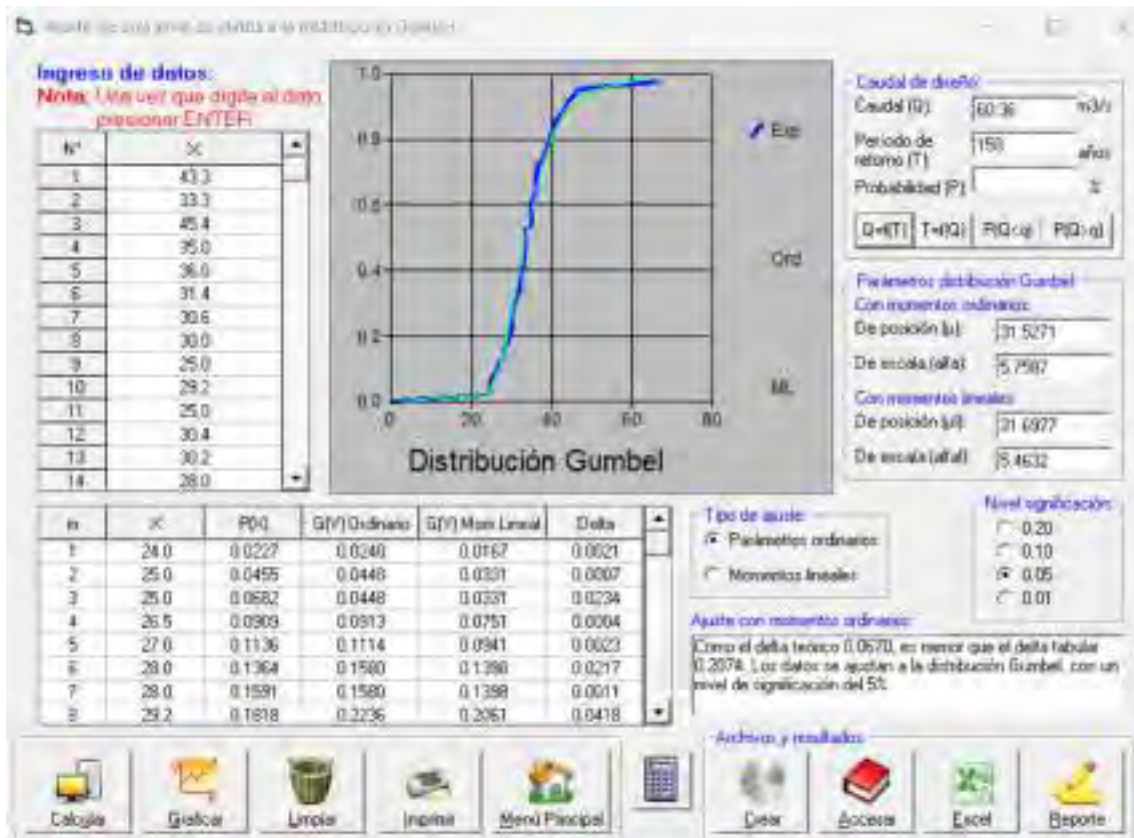 Ajuste de una serie de datos a la distribución Gumbel
Ingreso de datos:
Nota: Una vez que digite el dato
presionar ENTER
N° X
1 43.3
2 33.3
3 45.4
4 35.0
5 36.0
6 31.4
7 30.6
8 30.0
9 25.0
10 29.2
11 25.0
12 30.4
13 30.2
14 28.0
1.0
0.8
0.6
0.4
0.2
0.0
0 20 40 60 80
Distribución Gumbel
Exp
Ord
ML
Caudal de diseño:
Caudal (Q): 60.36 m3/s
Periodo de
retorno (T): 150 años
Probabilidad (P): %
Q=f(T) T=f(Q) P(Q<q) P(Q>q)
Parámetros distribución Gumbel
Con momentos ordinarios:
De posición (µ): 31.5271
De escala (alfa): 5.7587
Con momentos lineales:
De posición (µl): 31.6977
De escala (alfal): 5.4632
m X P(X) G(Y) Ordinario G(Y) Mom Lineal Delta
1 24.0 0.0227 0.0248 0.0167 0.0021
2 25.0 0.0455 0.0448 0.0331 0.0007
3 25.0 0.0682 0.0448 0.0331 0.0234
4 26.5 0.0909 0.0913 0.0751 0.0004
5 27.0 0.1136 0.1114 0.0941 0.0023
6 28.0 0.1364 0.1580 0.1398 0.0217
7 28.0 0.1591 0.1580 0.1398 0.0011
8 29.2 0.1818 0.2236 0.2061 0.0418
Tipo de ajuste:
Parámetros ordinarios
Momentos lineales
Nivel significación:
0.20
0.10
0.05
0.01
Ajuste con momentos ordinarios:
Como el delta teórico 0.0670, es menor que el delta tabular
0.2074. Los datos se ajustan a la distribución Gumbel, con un
nivel de significación del 5%
Archivos y resultados
Calcular Graficar Limpiar Imprimir Menú Principal Crear Accesar Excel Reporte